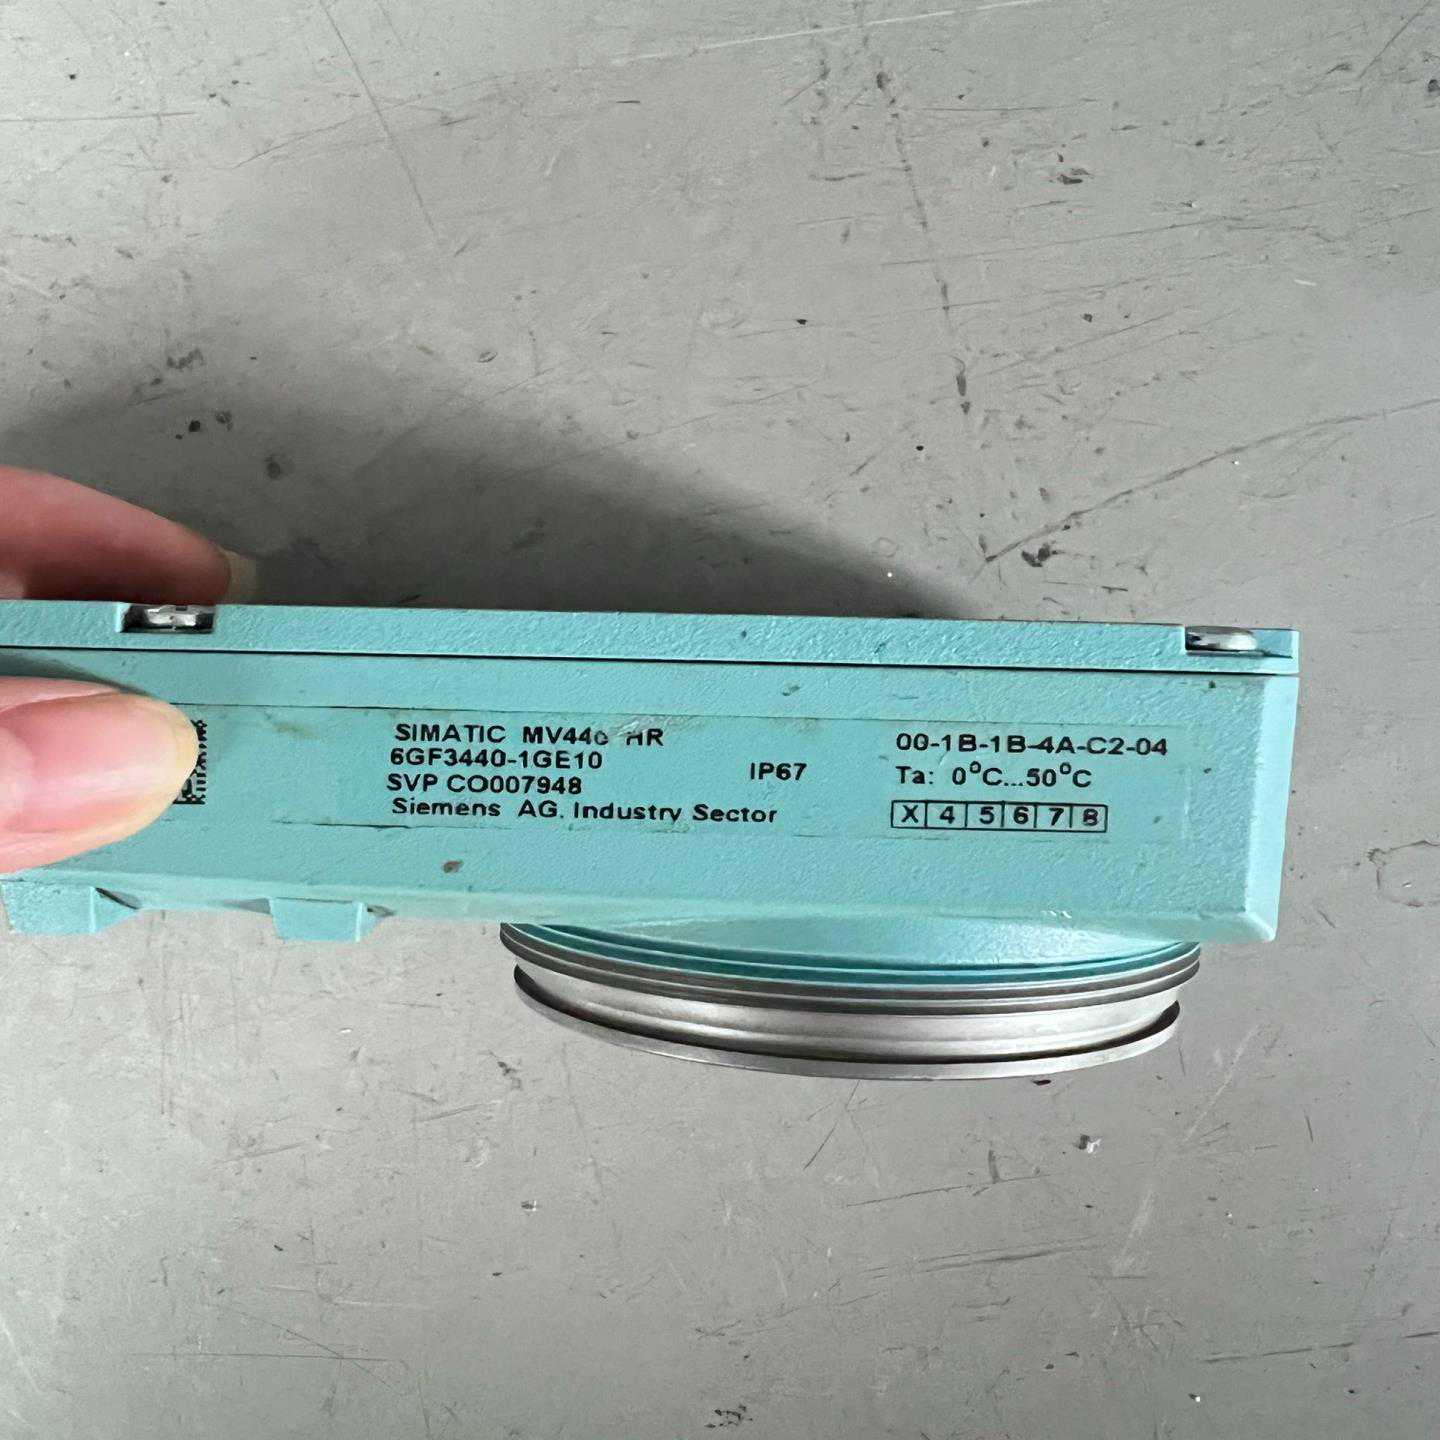 SIMATIC MV440 HR
6GF3440-1GE10
SVP CO007948
Siemens AG. Industry Sector
IP67
00-1B-1B-4A-C2-04
Ta: 0°C...50°C
X 4 5 6 7 8